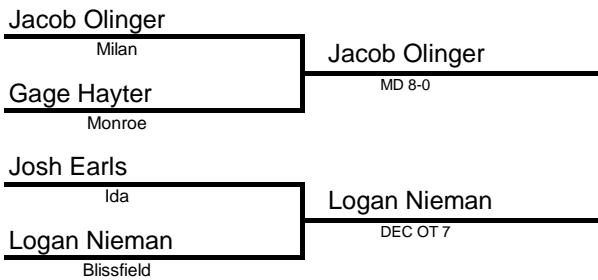 Jacob Olinger
Milan
Jacob Olinger
MD 8-0
Gage Hayter
Monroe
Josh Earls
Ida
Logan Nieman
DEC OT 7
Logan Nieman
Blissfield